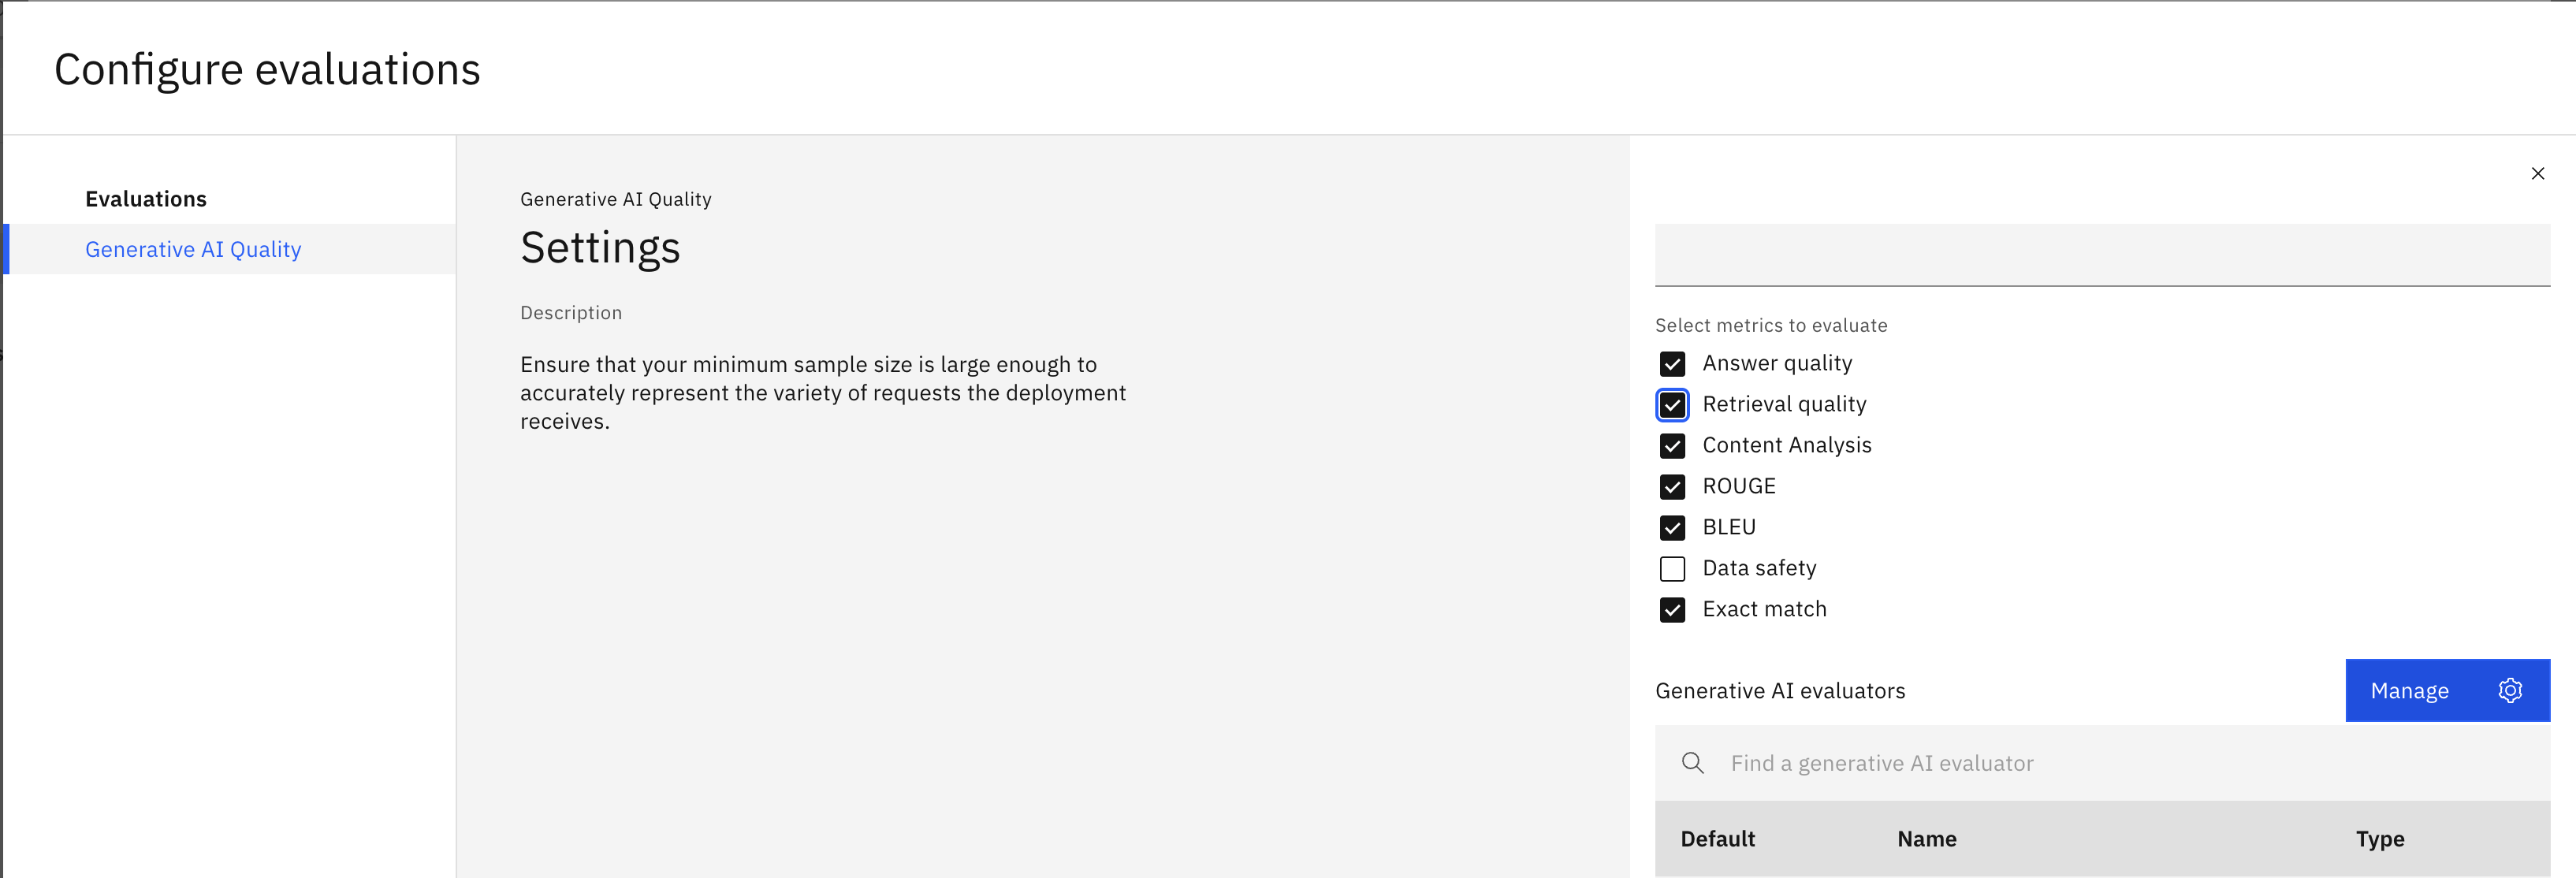 Configure evaluations
Evaluations
Generative AI Quality
Generative AI Quality
Settings
Description
Ensure that your minimum sample size is large enough to
accurately represent the variety of requests the deployment
receives.
Select metrics to evaluate
Answer quality
Retrieval quality
Content Analysis
ROUGE
BLEU
Data safety
Exact match
Generative AI evaluators
Manage
Find a generative AI evaluator
Default Name Type